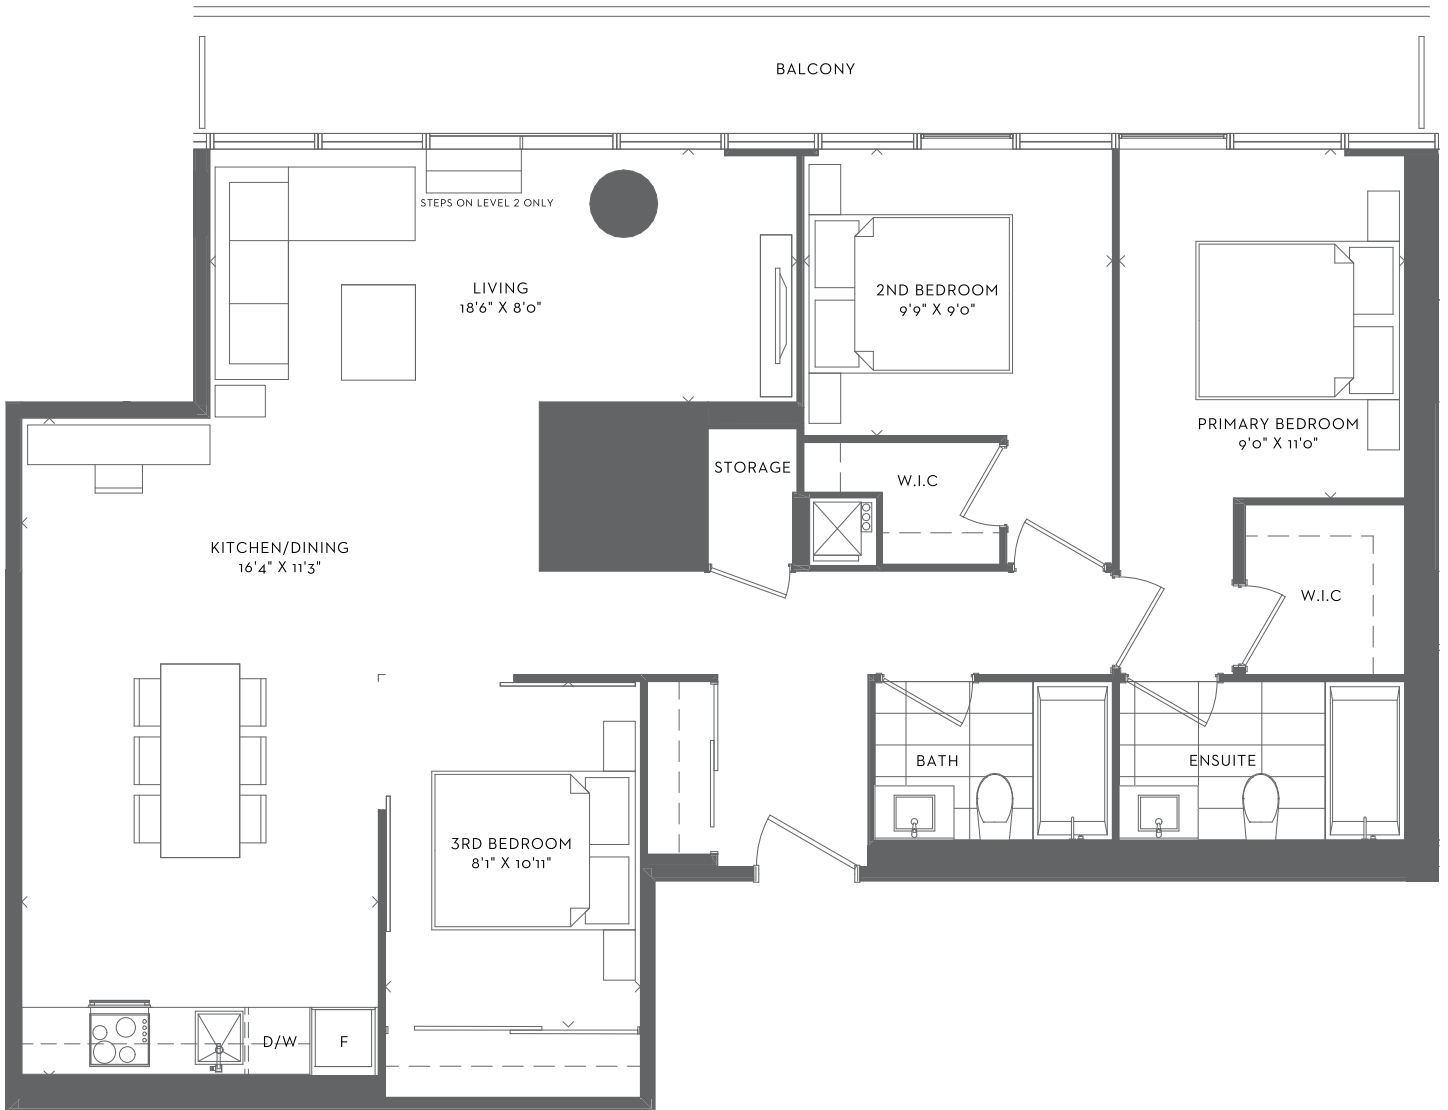 BALCONY
STEPS ON LEVEL 2 ONLY
LIVING
18'6" X 8'0"
2ND BEDROOM
9'9" X 9'0"
PRIMARY BEDROOM
9'0" X 11'0"
STORAGE
W.I.C
KITCHEN/DINING
16'4" X 11'3"
W.I.C
BATH
ENSUITE
3RD BEDROOM
8'1" X 10'11"
D/W
F